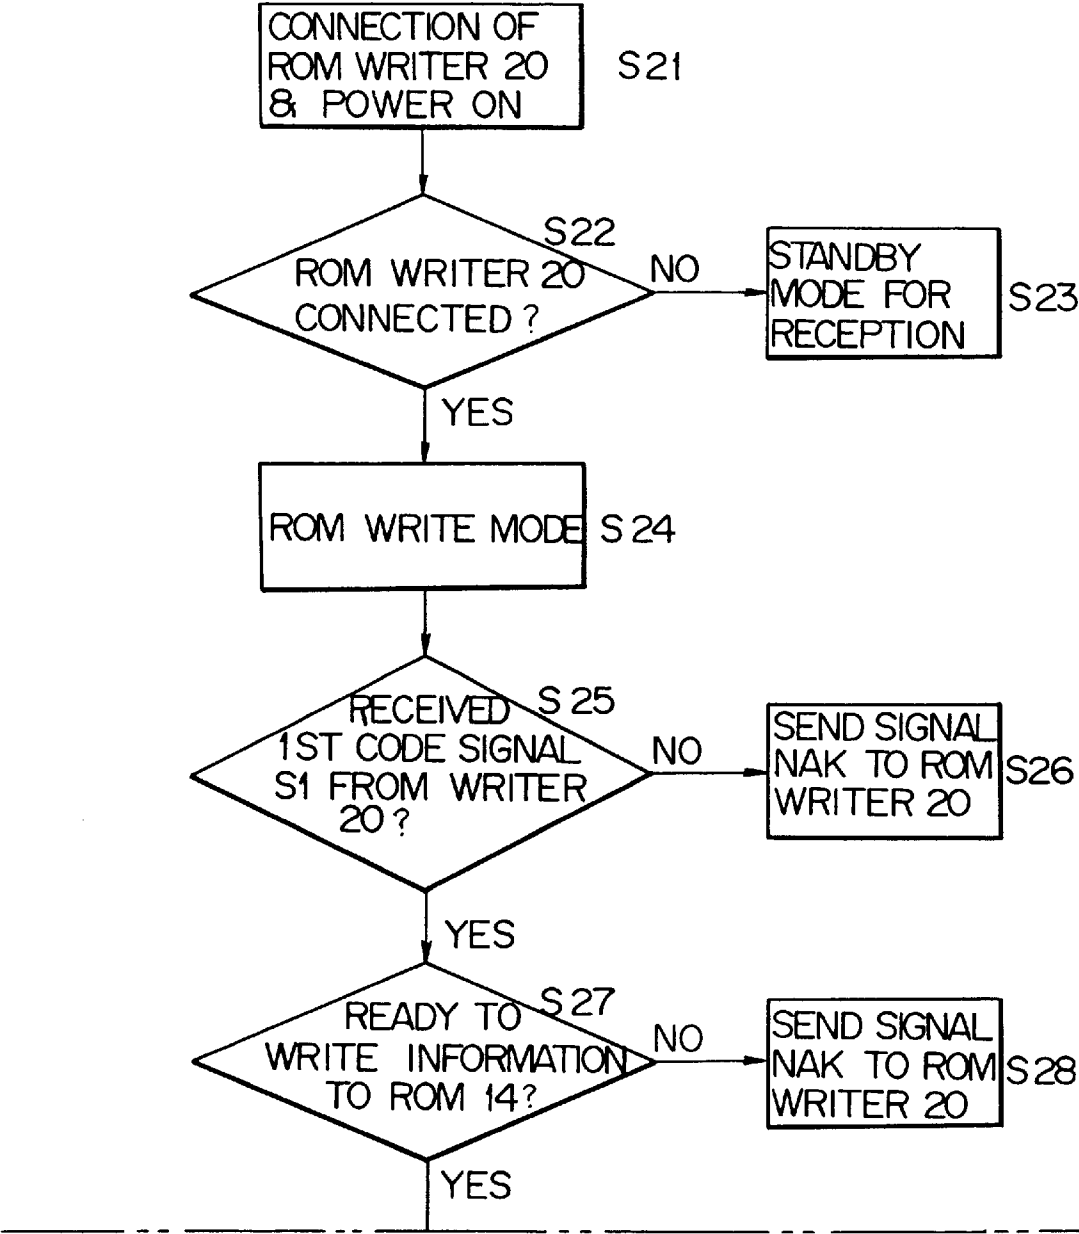 CONNECTION OF
ROM WRITER 20
& POWER ON
S21
S22
ROM WRITER 20
CONNECTED?
NO
STANDBY
MODE FOR
RECEPTION
S23
YES
ROM WRITE MODE
S24
S25
RECEIVED
1ST CODE SIGNAL
S1 FROM WRITER
20?
NO
SEND SIGNAL
NAK TO ROM
WRITER 20
S26
YES
S27
READY TO
WRITE INFORMATION
TO ROM 14?
NO
SEND SIGNAL
NAK TO ROM
WRITER 20
S28
YES